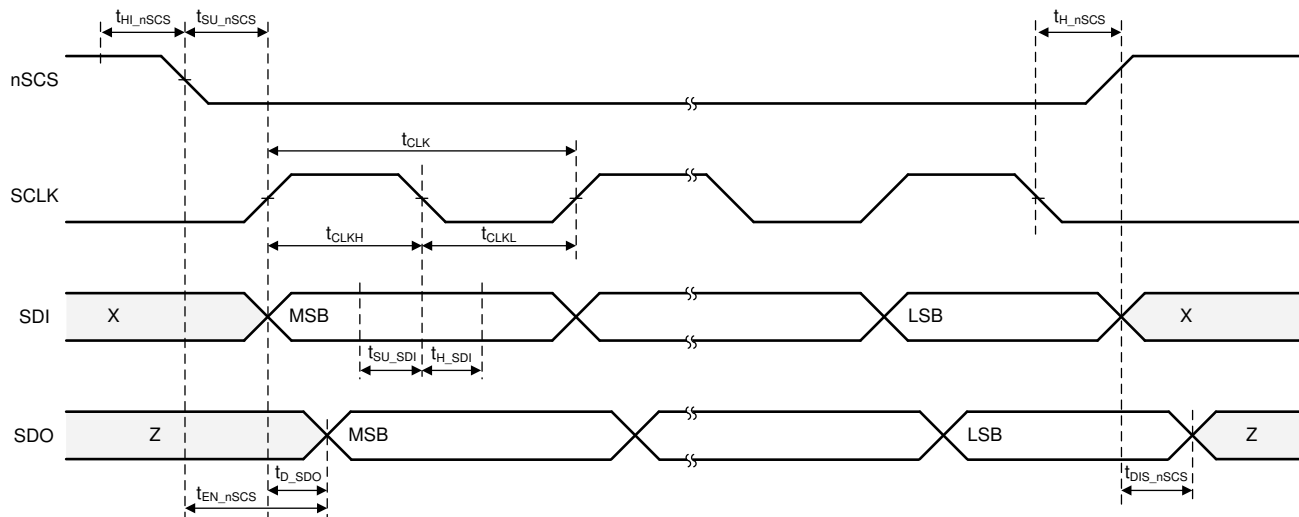 tHI_nSCS tSU_nSCS tH_nSCS
nSCS
tCLK
SCLK
tCLKH tCLKL
SDI X MSB LSB X
tSU_SDI tH_SDI
SDO Z MSB LSB Z
tD_SDO
tEN_nSCS tDIS_nSCS